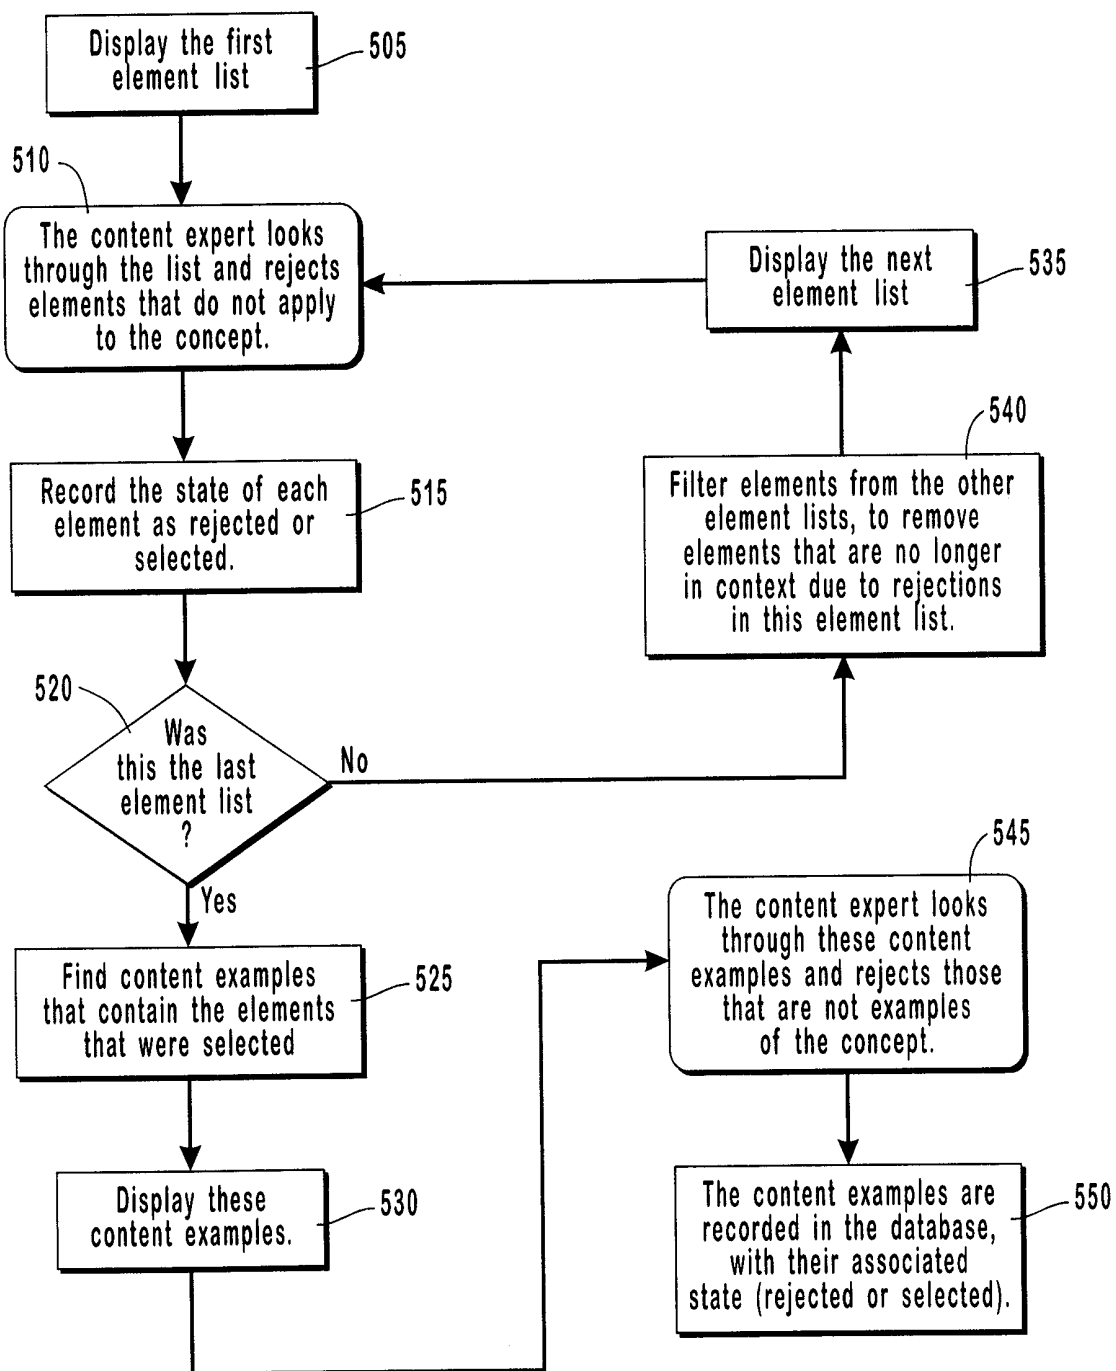 Display the first
element list
505
510
The content expert looks
through the list and rejects
elements that do not apply
to the concept.
Display the next
element list
535
540
Record the state of each
element as rejected or
selected.
515
Filter elements from the other
element lists, to remove
elements that are no longer
in context due to rejections
in this element list.
520
Was
this the last
element list
?
No
Yes
545
The content expert looks
through these content
examples and rejects those
that are not examples
of the concept.
Find content examples
that contain the elements
that were selected
525
Display these
content examples.
530
The content examples are
recorded in the database,
with their associated
state (rejected or selected).
550